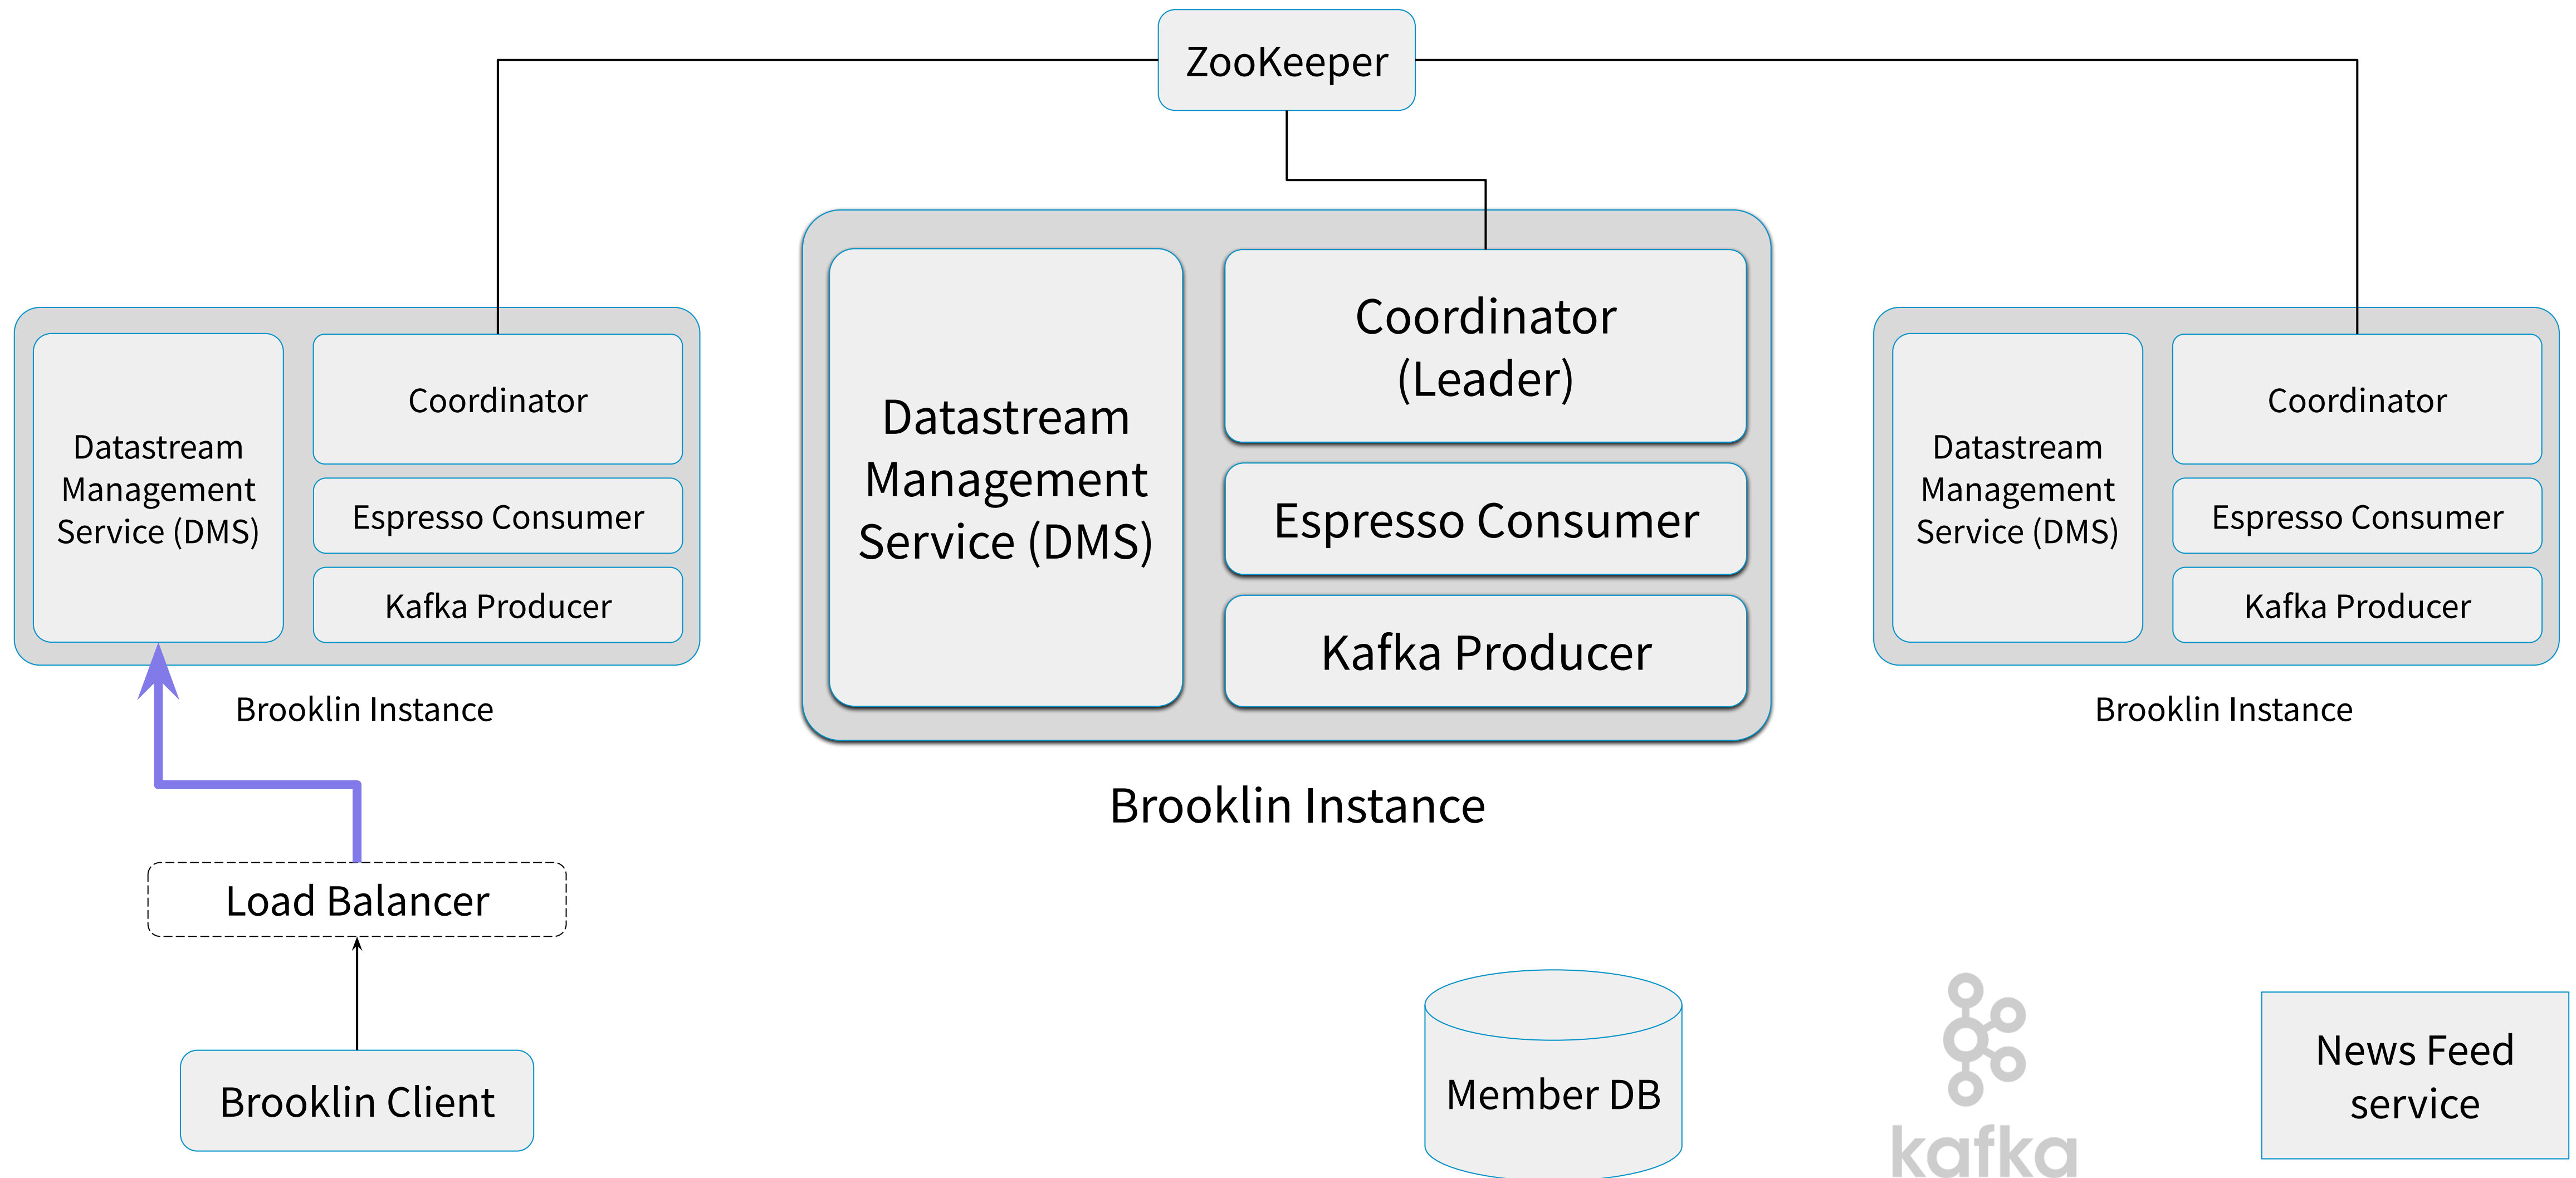 ZooKeeper
Datastream
Management
Service (DMS)
Coordinator
Espresso Consumer
Kafka Producer
Brooklin Instance
Datastream
Management
Service (DMS)
Coordinator
(Leader)
Espresso Consumer
Kafka Producer
Brooklin Instance
Datastream
Management
Service (DMS)
Coordinator
Espresso Consumer
Kafka Producer
Brooklin Instance
Load Balancer
Brooklin Client
Member DB
kafka
News Feed
service